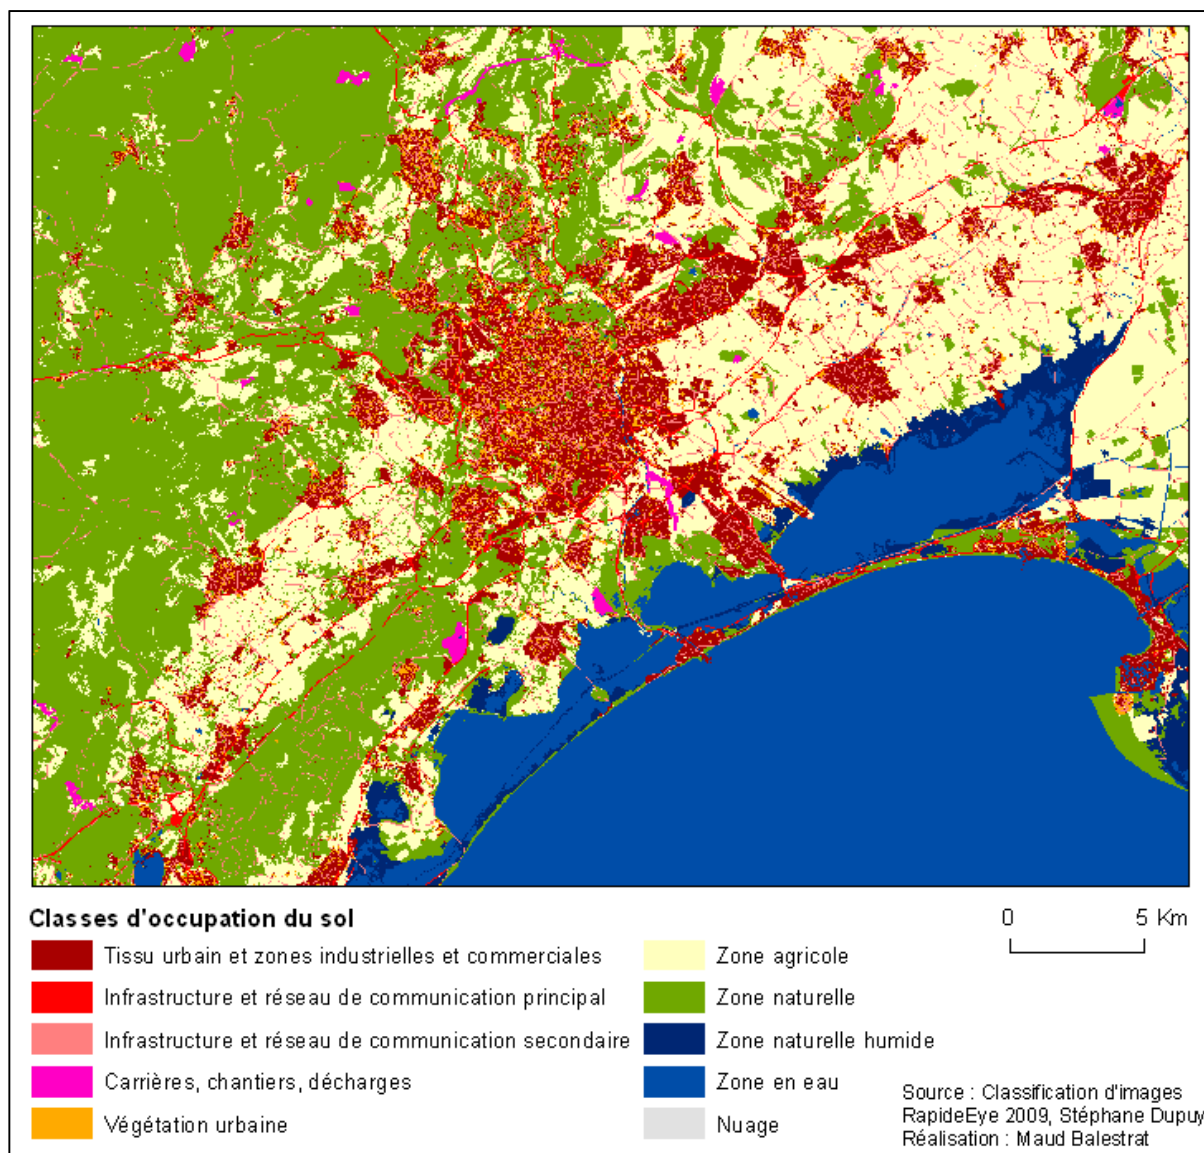 Classes d'occupation du sol
0 5 Km
Tissu urbain et zones industrielles et commerciales
Infrastructure et réseau de communication principal
Infrastructure et réseau de communication secondaire
Carrières, chantiers, décharges
Végétation urbaine
Zone agricole
Zone naturelle
Zone naturelle humide
Zone en eau
Nuage
Source : Classification d'images
RapideEye 2009, Stéphane Dupuy
Réalisation : Maud Balestrat